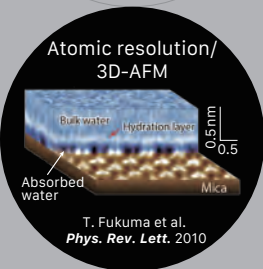 Atomic resolution/
3D-AFM
Bulk water
Hydration layer
0.5nm
0.5
Absorbed
water
Mica
T. Fukuma et al.
Phys. Rev. Lett. 2010